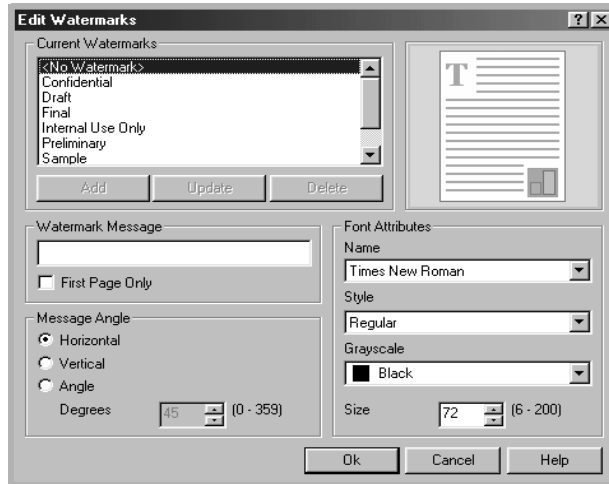 Edit Watermarks
Current Watermarks
<No Watermark>
Confidential
Draft
Final
Internal Use Only
Preliminary
Sample
Add Update Delete
T
Watermark Message
First Page Only
Message Angle
Horizontal
Vertical
Angle
Degrees 45 (0 - 359)
Font Attributes
Name
Times New Roman
Style
Regular
Grayscale
Black
Size 72 (6 - 200)
Ok Cancel Help